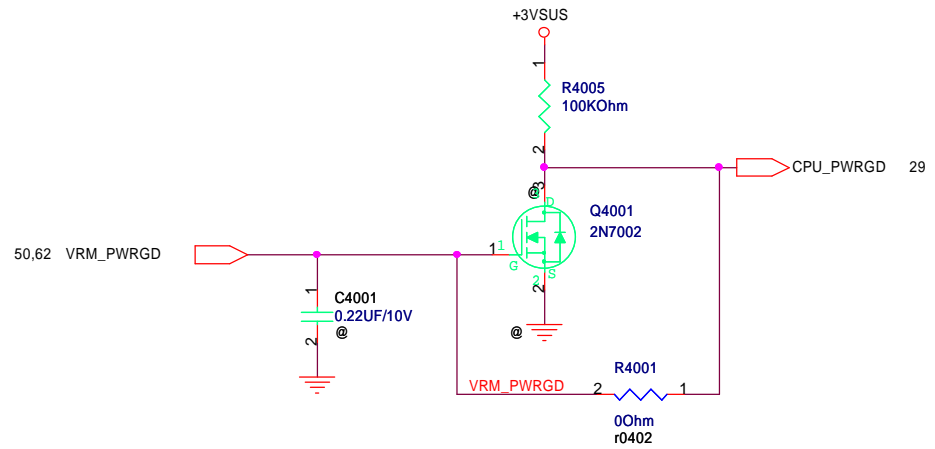 +3VSUS
1
R4005
100KOhm
2
CPU_PWRGD 29
3
@
D
Q4001
2N7002
50,62 VRM_PWRGD
1
1
G
S
2
2
1
C4001
0.22UF/10V
@
2
@
R4001
VRM_PWRGD
2
1
0Ohm
r0402